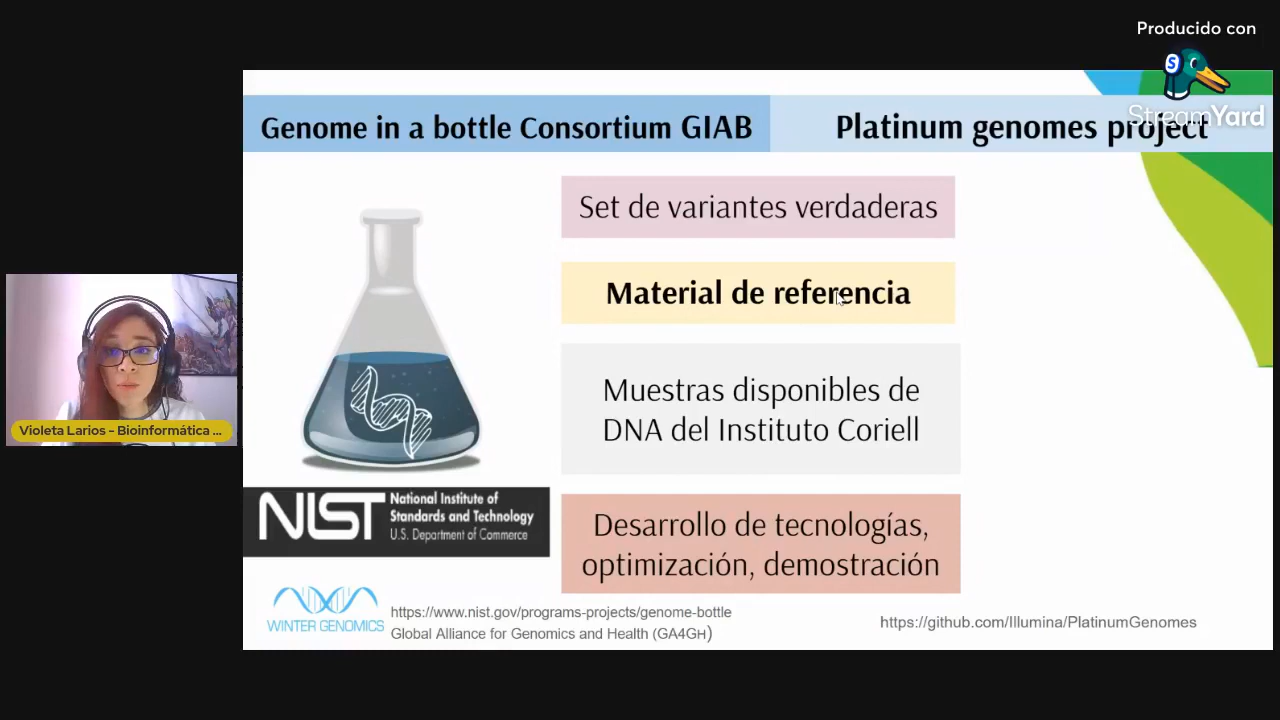 Producido con
StreamYard
Genome in a bottle Consortium GIAB
Platinum genomes project
Set de variantes verdaderas
Material de referencia
Muestras disponibles de
DNA del Instituto Coriell
Desarrollo de tecnologías,
optimización, demostración
NIST
National Institute of
Standards and Technology
U.S. Department of Commerce
WINTER GENOMICS
https://www.nist.gov/programs-projects/genome-bottle
Global Alliance for Genomics and Health (GA4GH)
https://github.com/Illumina/PlatinumGenomes
Violeta Larios - Bioinformática ...